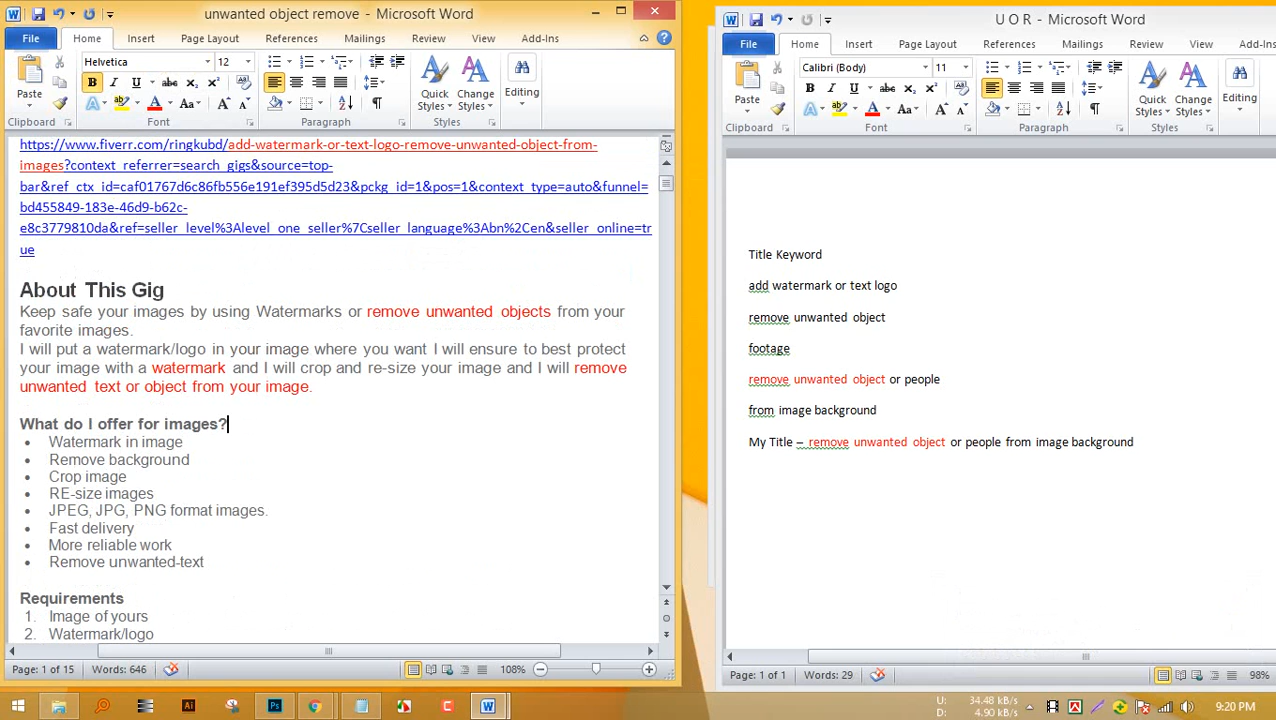 unwanted object remove - Microsoft Word
File Home Insert Page Layout References Mailings Review View Add-Ins
Helvetica 12
Paste
Quick Styles
Change Styles
Editing
Clipboard Font Paragraph Styles
https://www.fiverr.com/ringkubd/add-watermark-or-text-logo-remove-unwanted-object-from-
images?context_referrer=search_gigs&source=top-
bar&ref_ctx_id=caf01767d6c86fb556e191ef395d5d23&pckg_id=1&pos=1&context_type=auto&funnel=
bd455849-183e-46d9-b62c-
e8c3779810da&ref=seller_level%3Alevel_one_seller%7Cseller_language%3Abn%2Cen&seller_online=tr
ue
About This Gig
Keep safe your images by using Watermarks or remove unwanted objects from your
favorite images.
I will put a watermark/logo in your image where you want I will ensure to best protect
your image with a watermark and I will crop and re-size your image and I will remove
unwanted text or object from your image.
What do I offer for images?
• Watermark in image
• Remove background
• Crop image
• RE-size images
• JPEG, JPG, PNG format images.
• Fast delivery
• More reliable work
• Remove unwanted-text
Requirements
1. Image of yours
2. Watermark/logo
Page: 1 of 15 Words: 646 108%
U O R - Microsoft Word
File Home Insert Page Layout References Mailings Review View Add-Ins
Calibri (Body) 11
Paste
Quick Styles
Change Styles
Editing
Clipboard Font Paragraph Styles
Title Keyword
add watermark or text logo
remove unwanted object
footage
remove unwanted object or people
from image background
My Title – remove unwanted object or people from image background
Page: 1 of 1 Words: 29 98%
U: 34.48 kB/s
D: 4.90 kB/s
9:20 PM